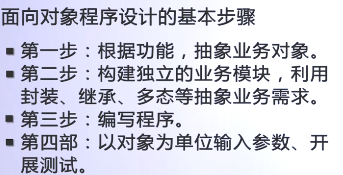 面向对象程序设计的基本步骤
▪第一步：根据功能，抽象业务对象。
▪第二步：构建独立的业务模块，利用
封装、继承、多态等抽象业务需求。
▪第三步：编写程序。
▪第四部：以对象为单位输入参数、开
展测试。